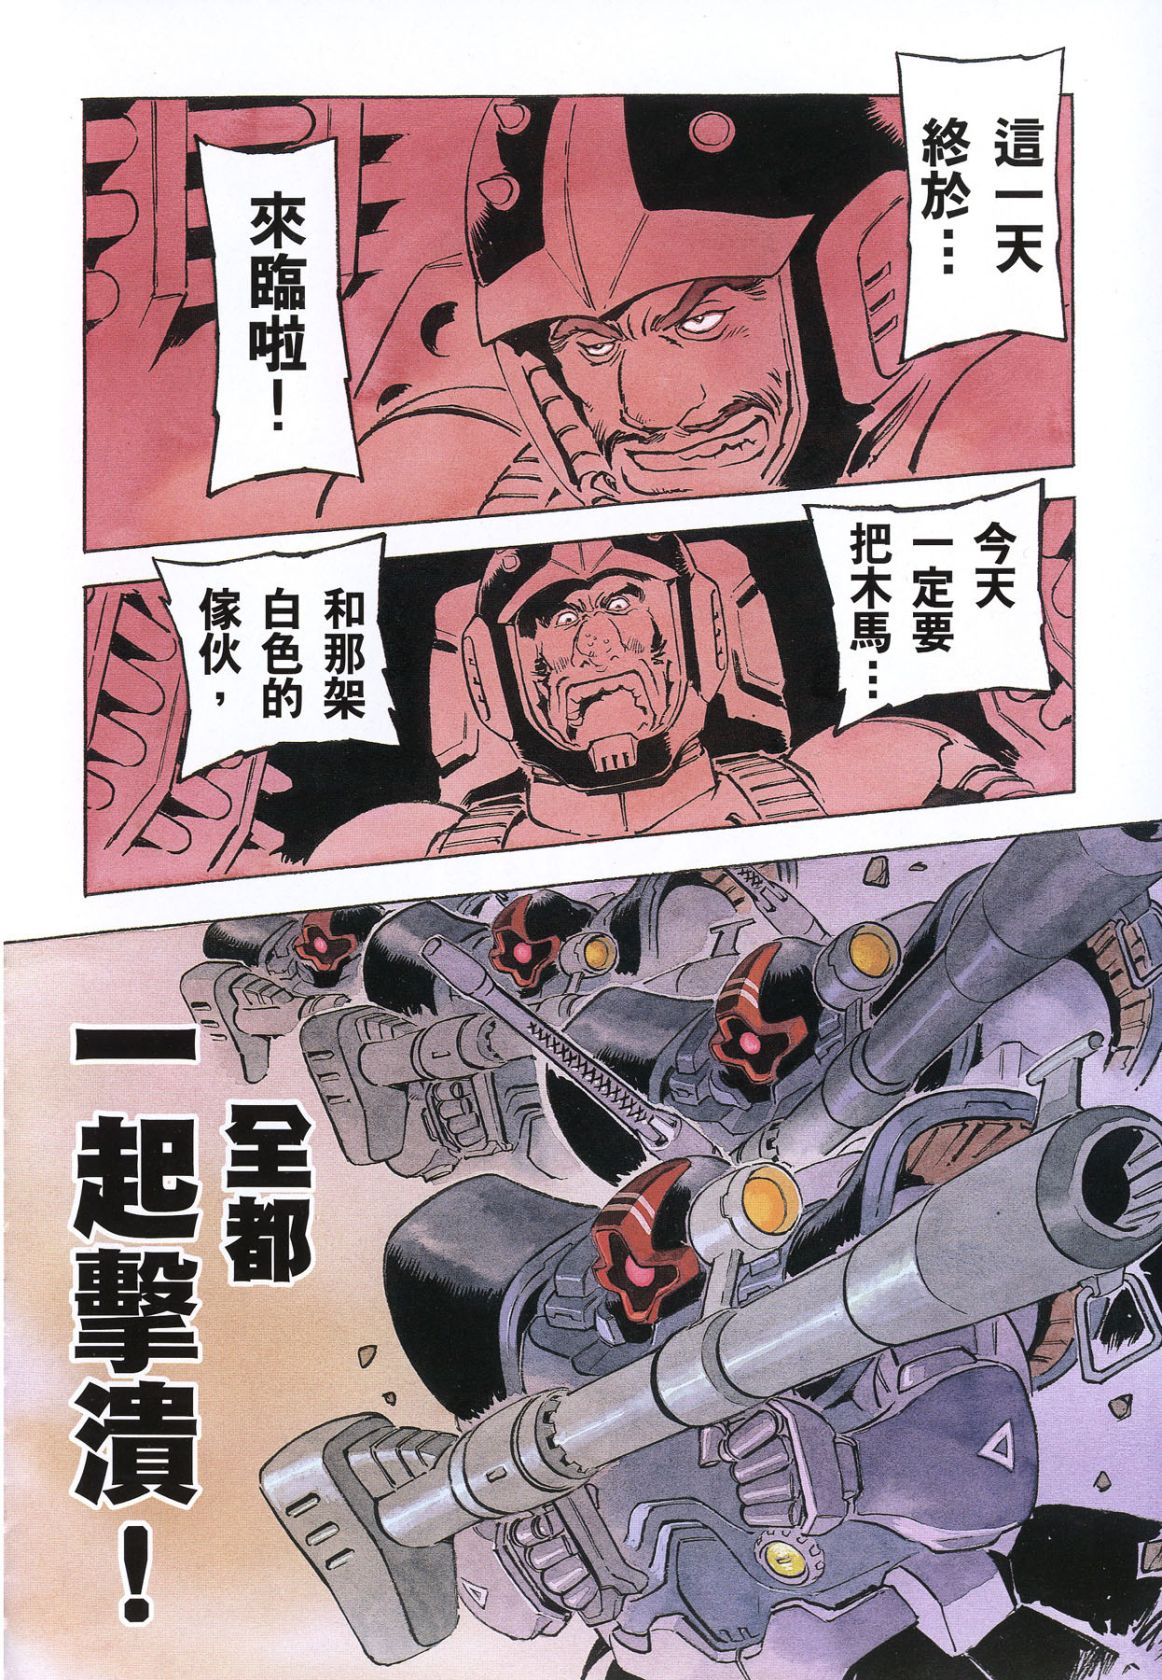 這一天
終於…
來臨啦！
今天
一定要
把木馬…
和那架
白色的
傢伙，
全都
一起擊潰！